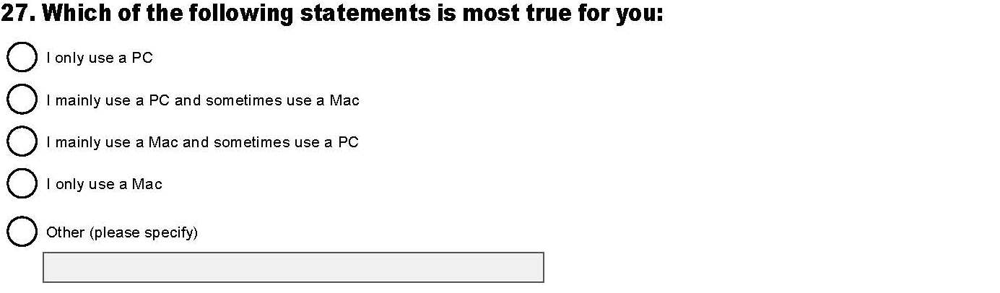 27. Which of the following statements is most true for you:
I only use a PC
I mainly use a PC and sometimes use a Mac
I mainly use a Mac and sometimes use a PC
I only use a Mac
Other (please specify)